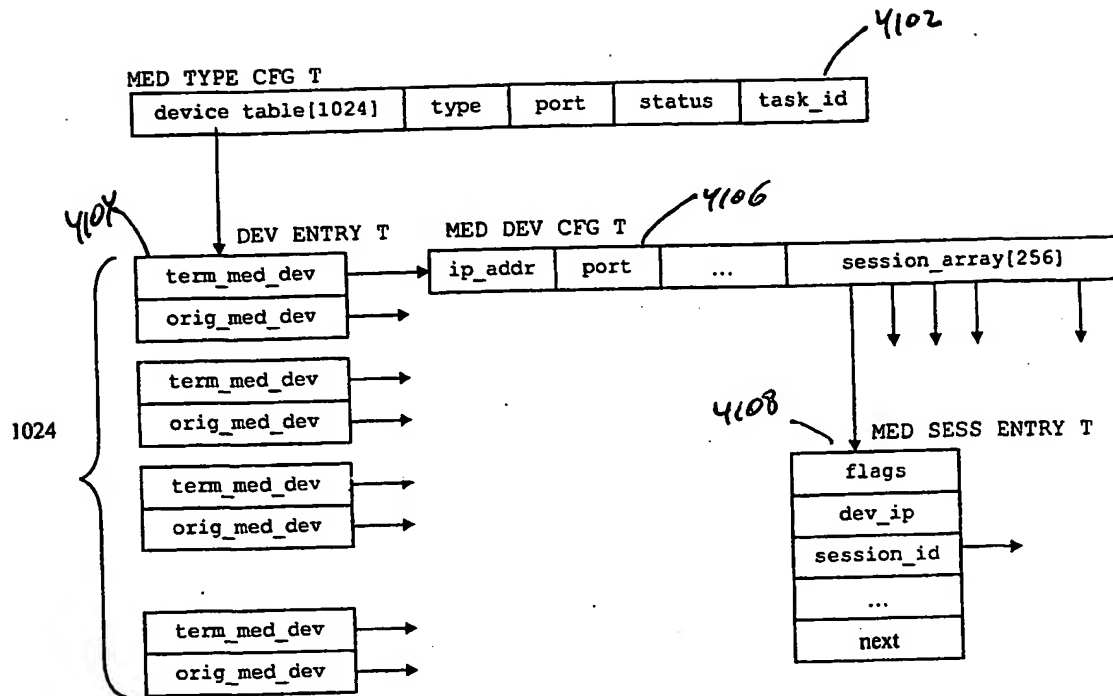 4102
MED TYPE CFG T
device table[1024] type port status task_id
4104
DEV ENTRY T
MED DEV CFG T
4106
term_med_dev
orig_med_dev
ip_addr port ... session_array[256]
term_med_dev
orig_med_dev
1024
4108
MED SESS ENTRY T
term_med_dev
orig_med_dev
flags
dev_ip
session_id
...
next
term_med_dev
orig_med_dev